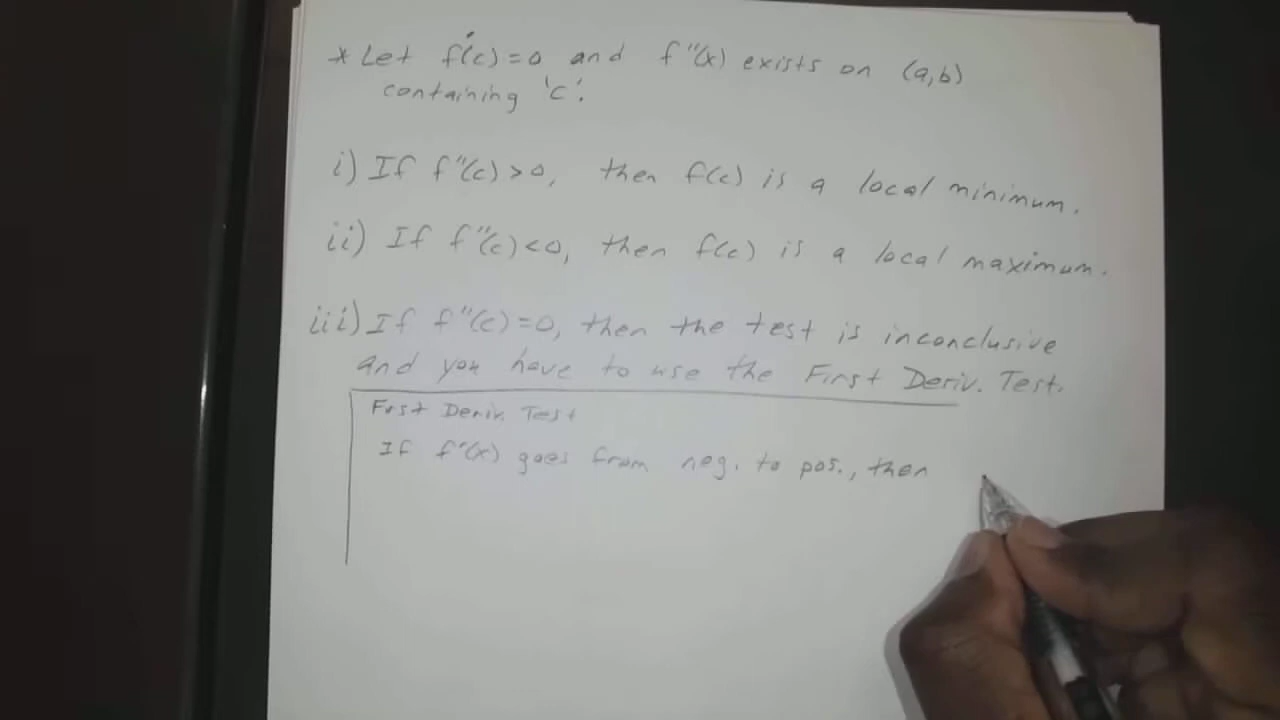 * Let f'(c)=0 and f''(x) exists on (a,b)
containing 'c'.
i) If f''(c)>0, then f(c) is a local minimum.
ii) If f''(c)<0, then f(c) is a local maximum.
iii) If f''(c)=0, then the test is inconclusive
and you have to use the First Deriv. Test.
First Deriv. Test
If f'(x) goes from neg. to pos., then